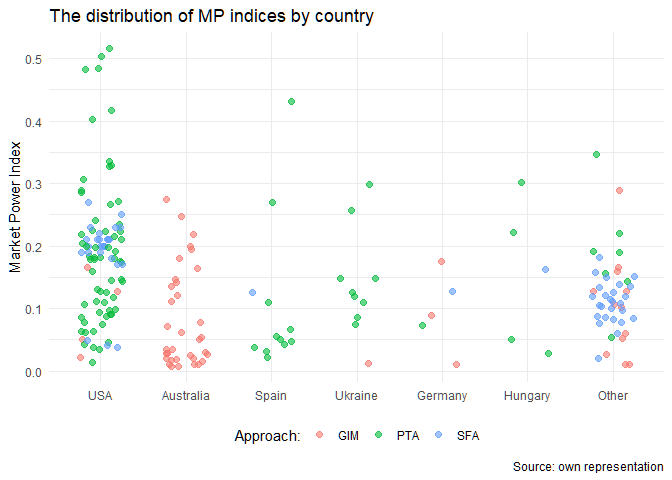 The distribution of MP indices by country
Market Power Index
0.5
0.4
0.3
0.2
0.1
0.0
USA Australia Spain Ukraine Germany Hungary Other
Approach: GIM PTA SFA
Source: own representation